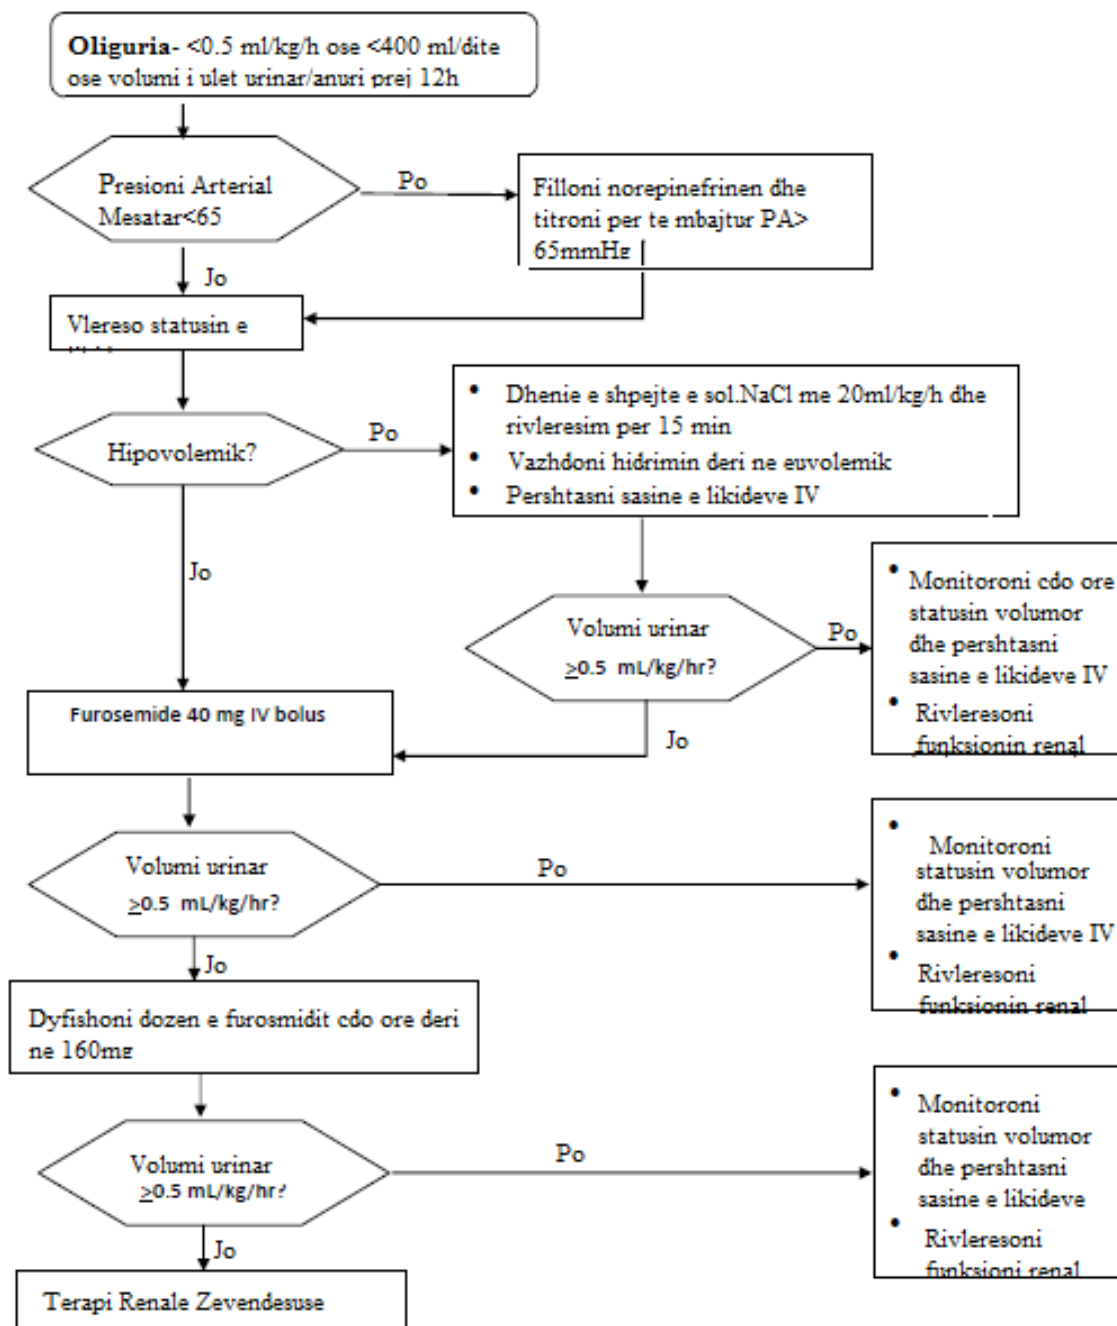 Oliguria- <0.5 ml/kg/h ose <400 ml/dite
ose volumi i ulet urinar/anuri prej 12h
Presioni Arterial
Mesatar<65
Po
Filloni norepinefrinen dhe
titroni per te mbajtur PA>
65mmHg
Jo
Vlereso statusin e
Hipovolemik?
Po
• Dhenie e shpejte e sol.NaCl me 20ml/kg/h dhe
rivleresim per 15 min
• Vazhdoni hidrimin deri ne euvolemik
• Pershtasni sasine e likideve IV
Jo
Volumi urinar
≥0.5 mL/kg/hr?
Po
• Monitoroni cdo ore
statusin volumor
dhe pershtasni
sasine e likideve IV
• Rivleresoni
funksionin renal
Jo
Furosemide 40 mg IV bolus
Volumi urinar
≥0.5 mL/kg/hr?
Po
• Monitoroni
statusin volumor
dhe pershtasni
sasine e likideve IV
• Rivleresoni
funksionin renal
Jo
Dyfishoni dozen e furosmidit cdo ore deri
ne 160mg
Volumi urinar
≥0.5 mL/kg/hr?
Po
• Monitoroni
statusin volumor
dhe pershtasni
sasine e likideve
• Rivleresoni
funksioni renal
Jo
Terapi Renale Zevendesuse